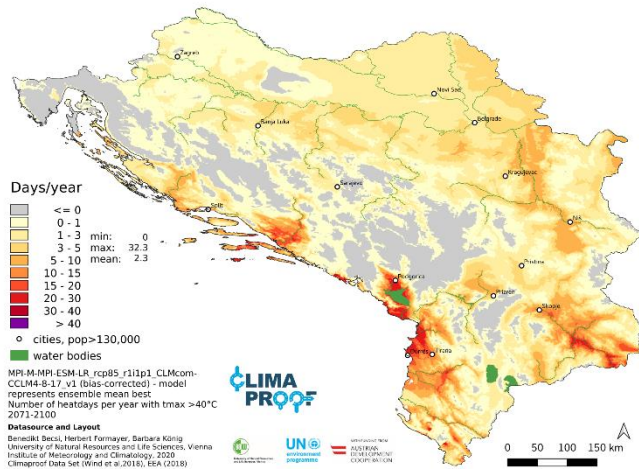 Zagreb
Novi Sad
Belgrade
Banja Luka
Kragujevac
Sarajevo
Split
Niš
Pristina
Podgorica
Prizren
Skopje
Durrës
Tirana
Days/year
<= 0
0 - 1
1 - 3
3 - 5
5 - 10
10 - 15
15 - 20
20 - 30
30 - 40
> 40
min: 0
max: 32.3
mean: 2.3
cities, pop>130,000
water bodies
MPI-M-MPI-ESM-LR_rcp85_r1i1p1_CLMcom-
CCLM4-8-17_v1 (bias-corrected) - model
represents ensemble mean best
Number of heatdays per year with tmax >40°C
2071-2100
Datasource and Layout
Benedikt Becsi, Herbert Formayer, Barbara König
University of Natural Resources and Life Sciences, Vienna
Institute of Meteorology and Climatology, 2020
Climaproof Data Set (Wind et al,2018), EEA (2018)
CLIMA
PROOF
UN
environment
programme
WITH FUNDING FROM
AUSTRIAN
DEVELOPMENT
COOPERATION
0 50 100 150 km